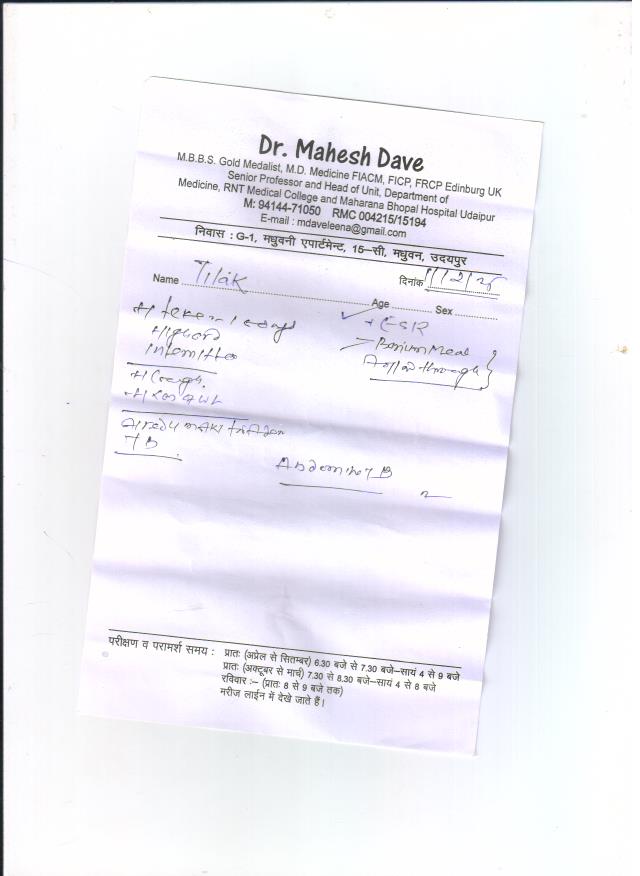 Dr. Mahesh Dave
M.B.B.S. Gold Medalist, M.D. Medicine FIACM, FICP, FRCP Edinburg UK
Senior Professor and Head of Unit, Department of
Medicine, RNT Medical College and Maharana Bhopal Hospital Udaipur
M: 94144-71050 RMC 004215/15194
E-mail : mdaveleena@gmail.com
निवास : G-1, मधुवनी एपार्टमेन्ट, 15-सी, मधुवन, उदयपुर
Name Tilak
दिनांक
Age Sex
ESR
Barium Meal
TB
परीक्षण व परामर्श समय : प्रातः (अप्रेल से सितम्बर) 6.30 बजे से 7.30 बजे-सायं 4 से 9 बजे
प्रातः (अक्टूबर से मार्च) 7.30 से 8.30 बजे-सायं 4 से 8 बजे
रविवार :- (प्रातः 8 से 9 बजे तक)
मरीज लाईन में देखे जाते हैं।